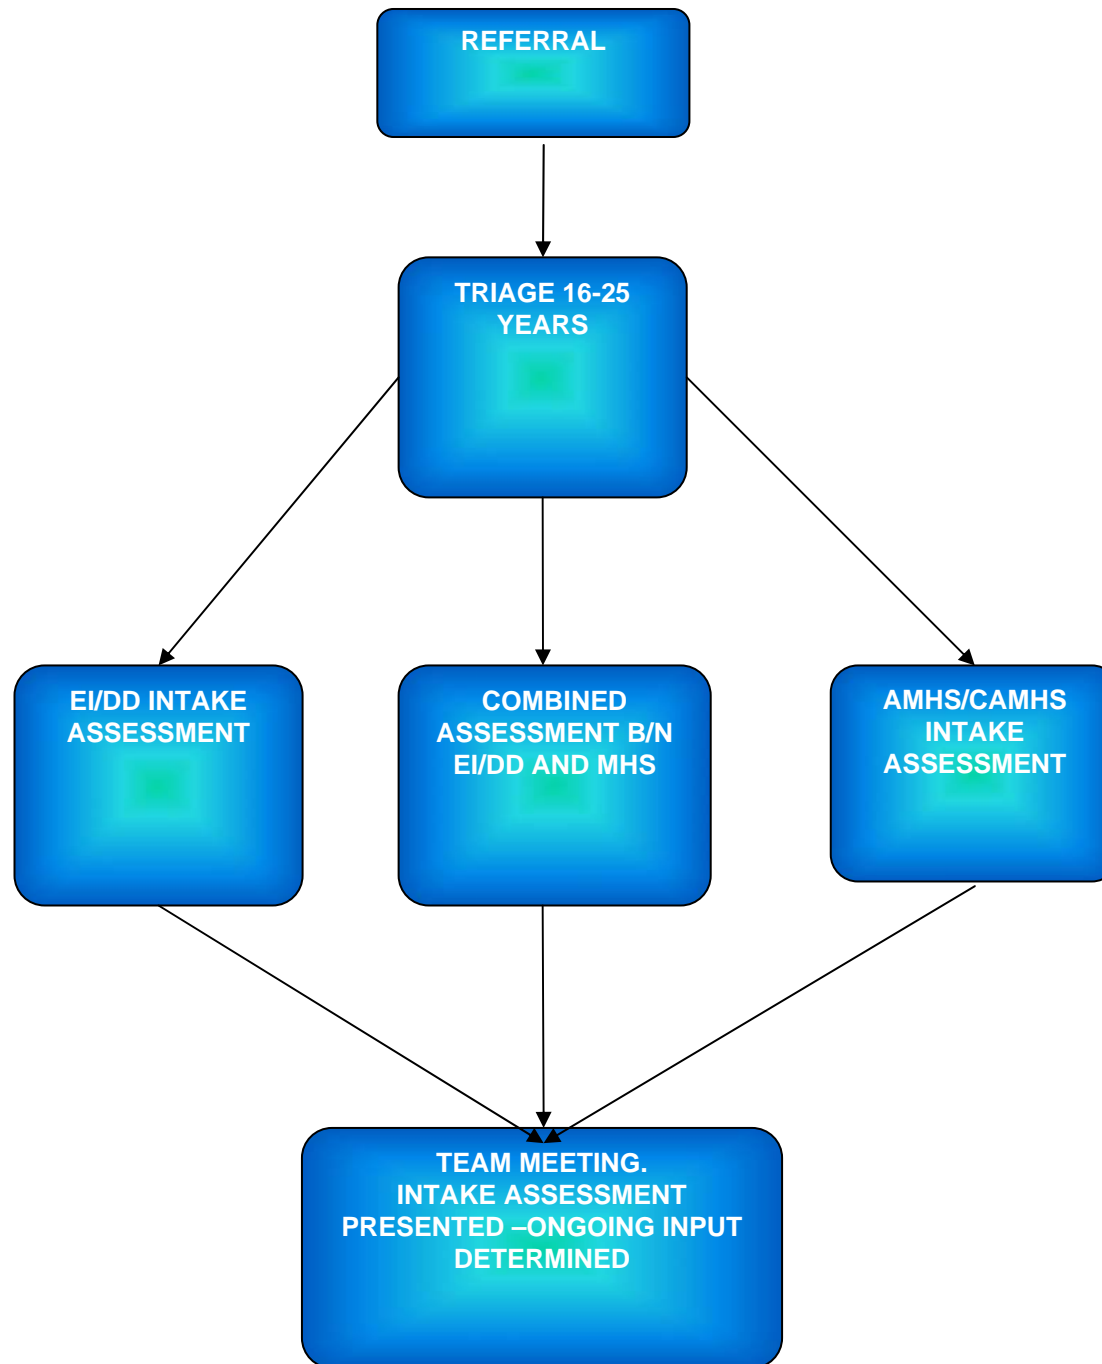 REFERRAL
TRIAGE 16-25
YEARS
EI/DD INTAKE
ASSESSMENT
COMBINED
ASSESSMENT B/N
EI/DD AND MHS
AMHS/CAMHS
INTAKE
ASSESSMENT
TEAM MEETING.
INTAKE ASSESSMENT
PRESENTED –ONGOING INPUT
DETERMINED